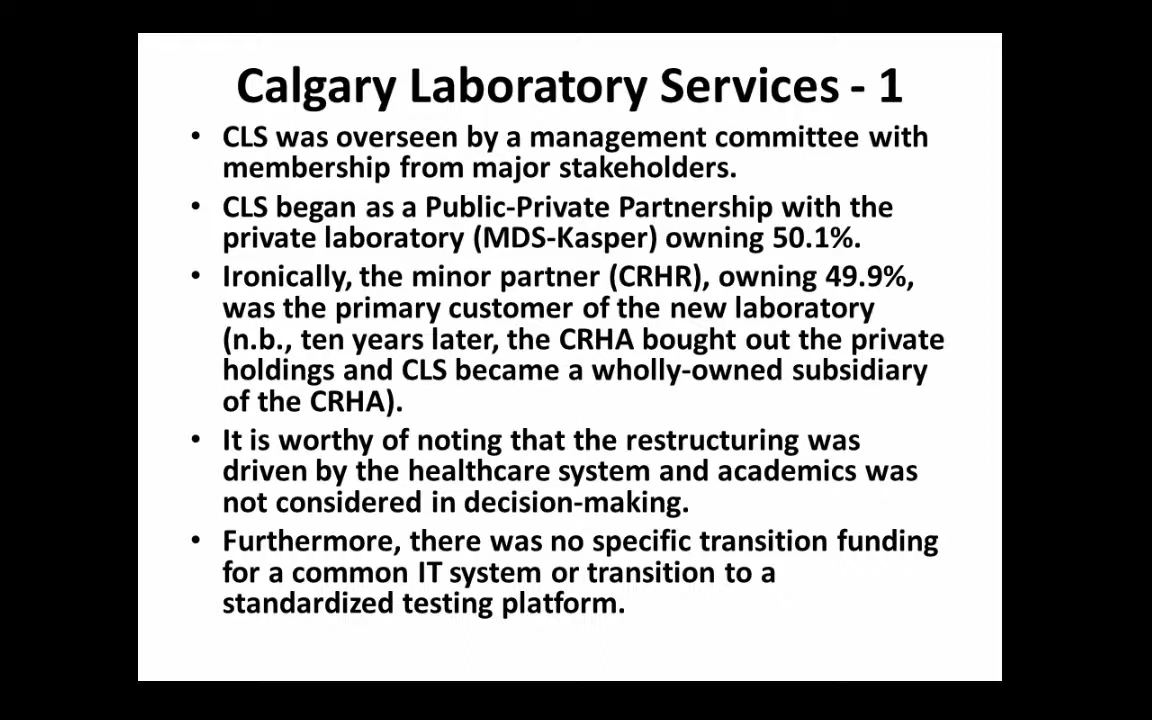 Calgary Laboratory Services - 1
• CLS was overseen by a management committee with
membership from major stakeholders.
• CLS began as a Public-Private Partnership with the
private laboratory (MDS-Kasper) owning 50.1%.
• Ironically, the minor partner (CRHR), owning 49.9%,
was the primary customer of the new laboratory
(n.b., ten years later, the CRHA bought out the private
holdings and CLS became a wholly-owned subsidiary
of the CRHA).
• It is worthy of noting that the restructuring was
driven by the healthcare system and academics was
not considered in decision-making.
• Furthermore, there was no specific transition funding
for a common IT system or transition to a
standardized testing platform.